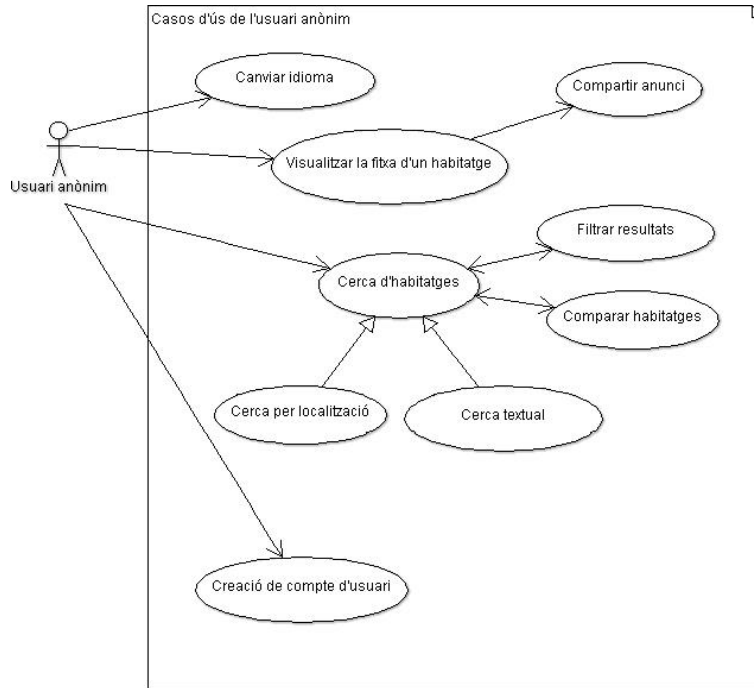 Casos d'ús de l'usuari anònim
Canviar idioma
Compartir anunci
Visualitzar la fitxa d'un habitatge
Usuari anònim
Filtrar resultats
Cerca d'habitatges
Comparar habitatges
Cerca per localització
Cerca textual
Creació de compte d'usuari